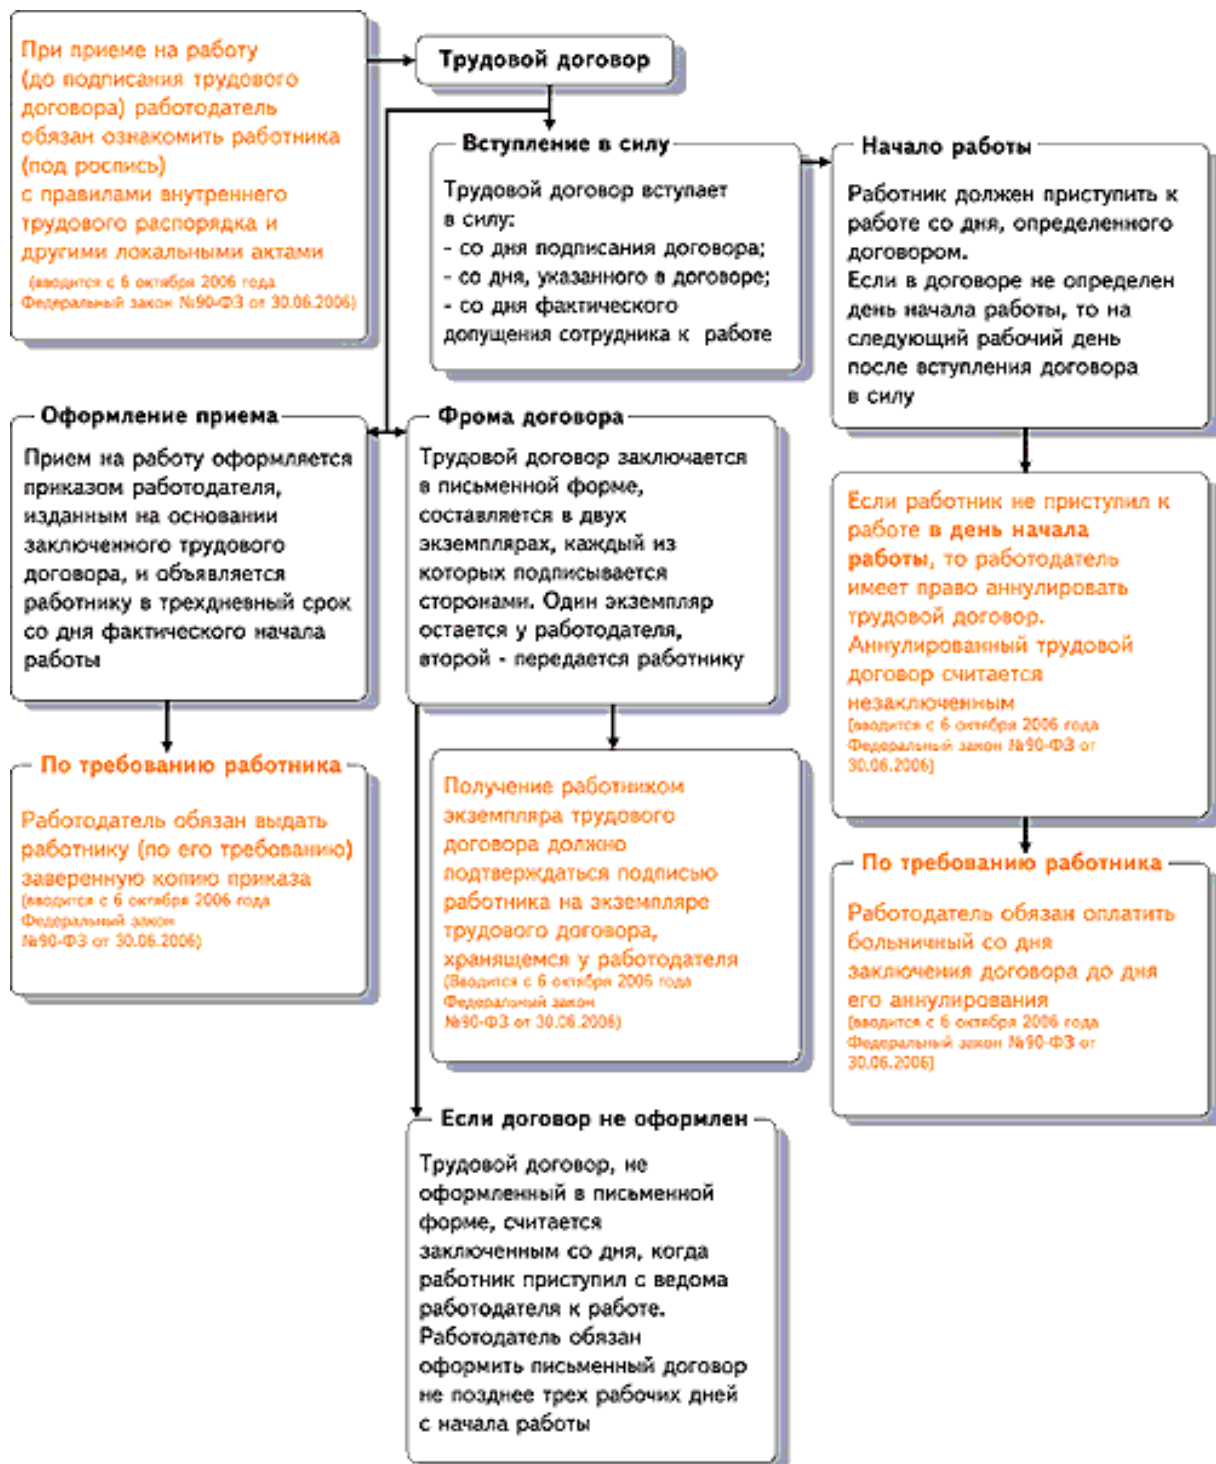 При приеме на работу
(до подписания трудового
договора) работодатель
обязан ознакомить работника
(под роспись)
с правилами внутреннего
трудового распорядка и
другими локальными актами
(вводится с 6 октября 2006 года
Федеральный закон №90-ФЗ от 30.06.2006)
Трудовой договор
Вступление в силу
Трудовой договор вступает
в силу:
- со дня подписания договора;
- со дня, указанного в договоре;
- со дня фактического
допущения сотрудника к работе
Начало работы
Работник должен приступить к
работе со дня, определенного
договором.
Если в договоре не определен
день начала работы, то на
следующий рабочий день
после вступления договора
в силу
Оформление приема
Прием на работу оформляется
приказом работодателя,
изданным на основании
заключенного трудового
договора, и объявляется
работнику в трехдневный срок
со дня фактического начала
работы
Фрома договора
Трудовой договор заключается
в письменной форме,
составляется в двух
экземплярах, каждый из
которых подписывается
сторонами. Один экземпляр
остается у работодателя,
второй - передается работнику
Если работник не приступил к
работе в день начала
работы, то работодатель
имеет право аннулировать
трудовой договор.
Аннулированный трудовой
договор считается
незаключенным
(вводится с 6 октября 2006 года
Федеральный закон №90-ФЗ от
30.06.2006)
По требованию работника
Работодатель обязан выдать
работнику (по его требованию)
заверенную копию приказа
(вводится с 6 октября 2006 года
Федеральный закон
№90-ФЗ от 30.06.2006)
Получение работником
экземпляра трудового
договора должно
подтверждаться подписью
работника на экземпляре
трудового договора,
хранящемся у работодателя
(Вводится с 6 октября 2006 года
Федеральный закон
№90-ФЗ от 30.06.2006)
По требованию работника
Работодатель обязан оплатить
больничный со дня
заключения договора до дня
его аннулирования
(вводится с 6 октября 2006 года
Федеральный закон №90-ФЗ от
30.06.2006)
Если договор не оформлен
Трудовой договор, не
оформленный в письменной
форме, считается
заключенным со дня, когда
работник приступил с ведома
работодателя к работе.
Работодатель обязан
оформить письменный договор
не позднее трех рабочих дней
с начала работы